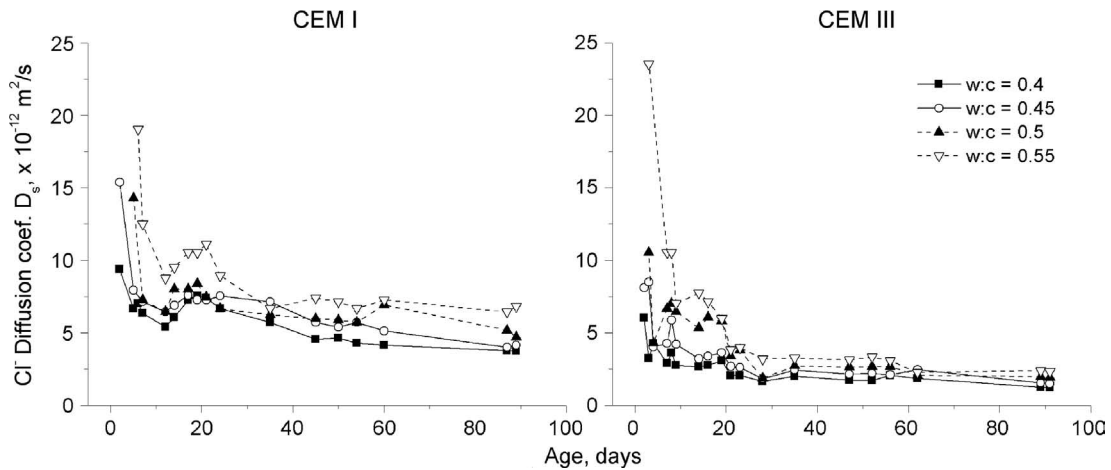 CEM I
CEM III
Cl⁻ Diffusion coef. Dₛ, x 10⁻¹² m²/s
25
20
15
10
5
0
0 20 40 60 80 100
25
20
15
10
5
0
0 20 40 60 80 100
w:c = 0.4
w:c = 0.45
w:c = 0.5
w:c = 0.55
Age, days